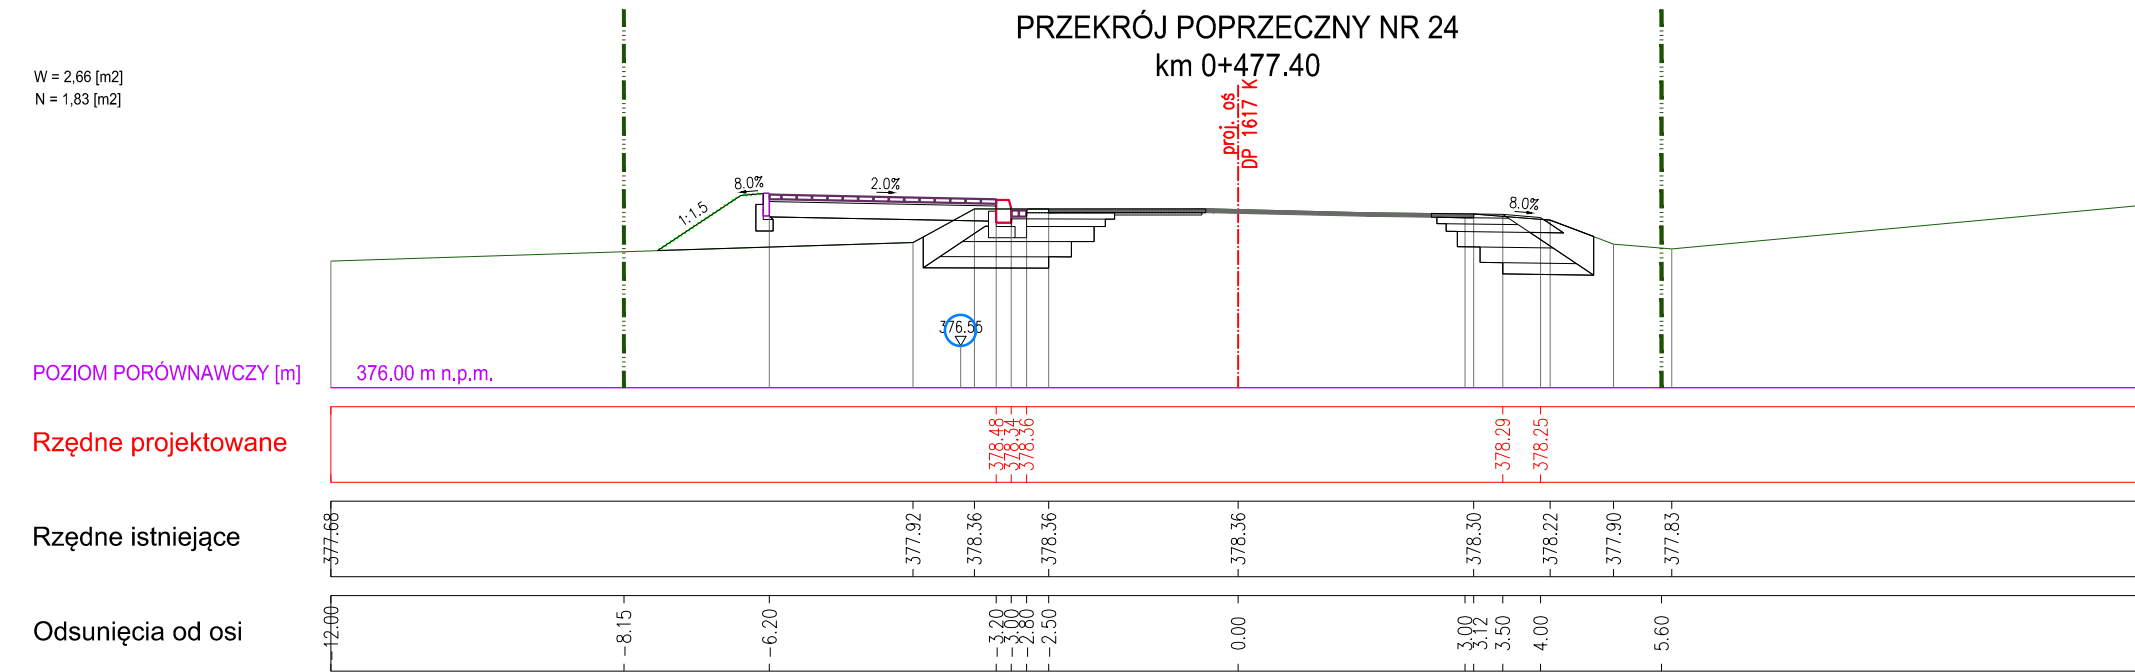 PRZEKRÓJ POPRZECZNY NR 24
km 0+477.40
W = 2,66 [m2]
N = 1,83 [m2]
proj. oś
DP 1617 K
8.0%
2.0%
8.0%
1:1.5
376.55
POZIOM PORÓWNAWCZY [m] 376.00 m n.p.m.
Rzędne projektowane 378.48 378.34 378.36 378.29 378.25
Rzędne istniejące 377.68 377.92 378.36 378.36 378.36 378.30 378.22 377.90 377.83
Odsunięcia od osi -12.00 -8.15 -6.20 -3.20 -3.00 -2.80 -2.50 0.00 3.00 3.12 3.50 4.00 5.60